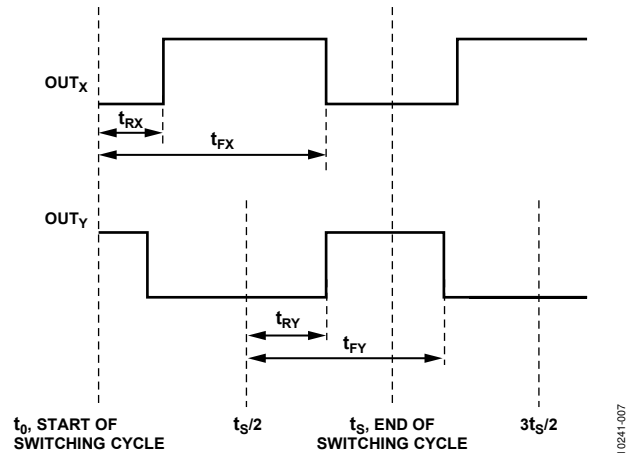 OUTX
tRX
tFX
OUTY
tRY
tFY
t0, START OF
SWITCHING CYCLE
tS/2
tS, END OF
SWITCHING CYCLE
3tS/2
10241-007